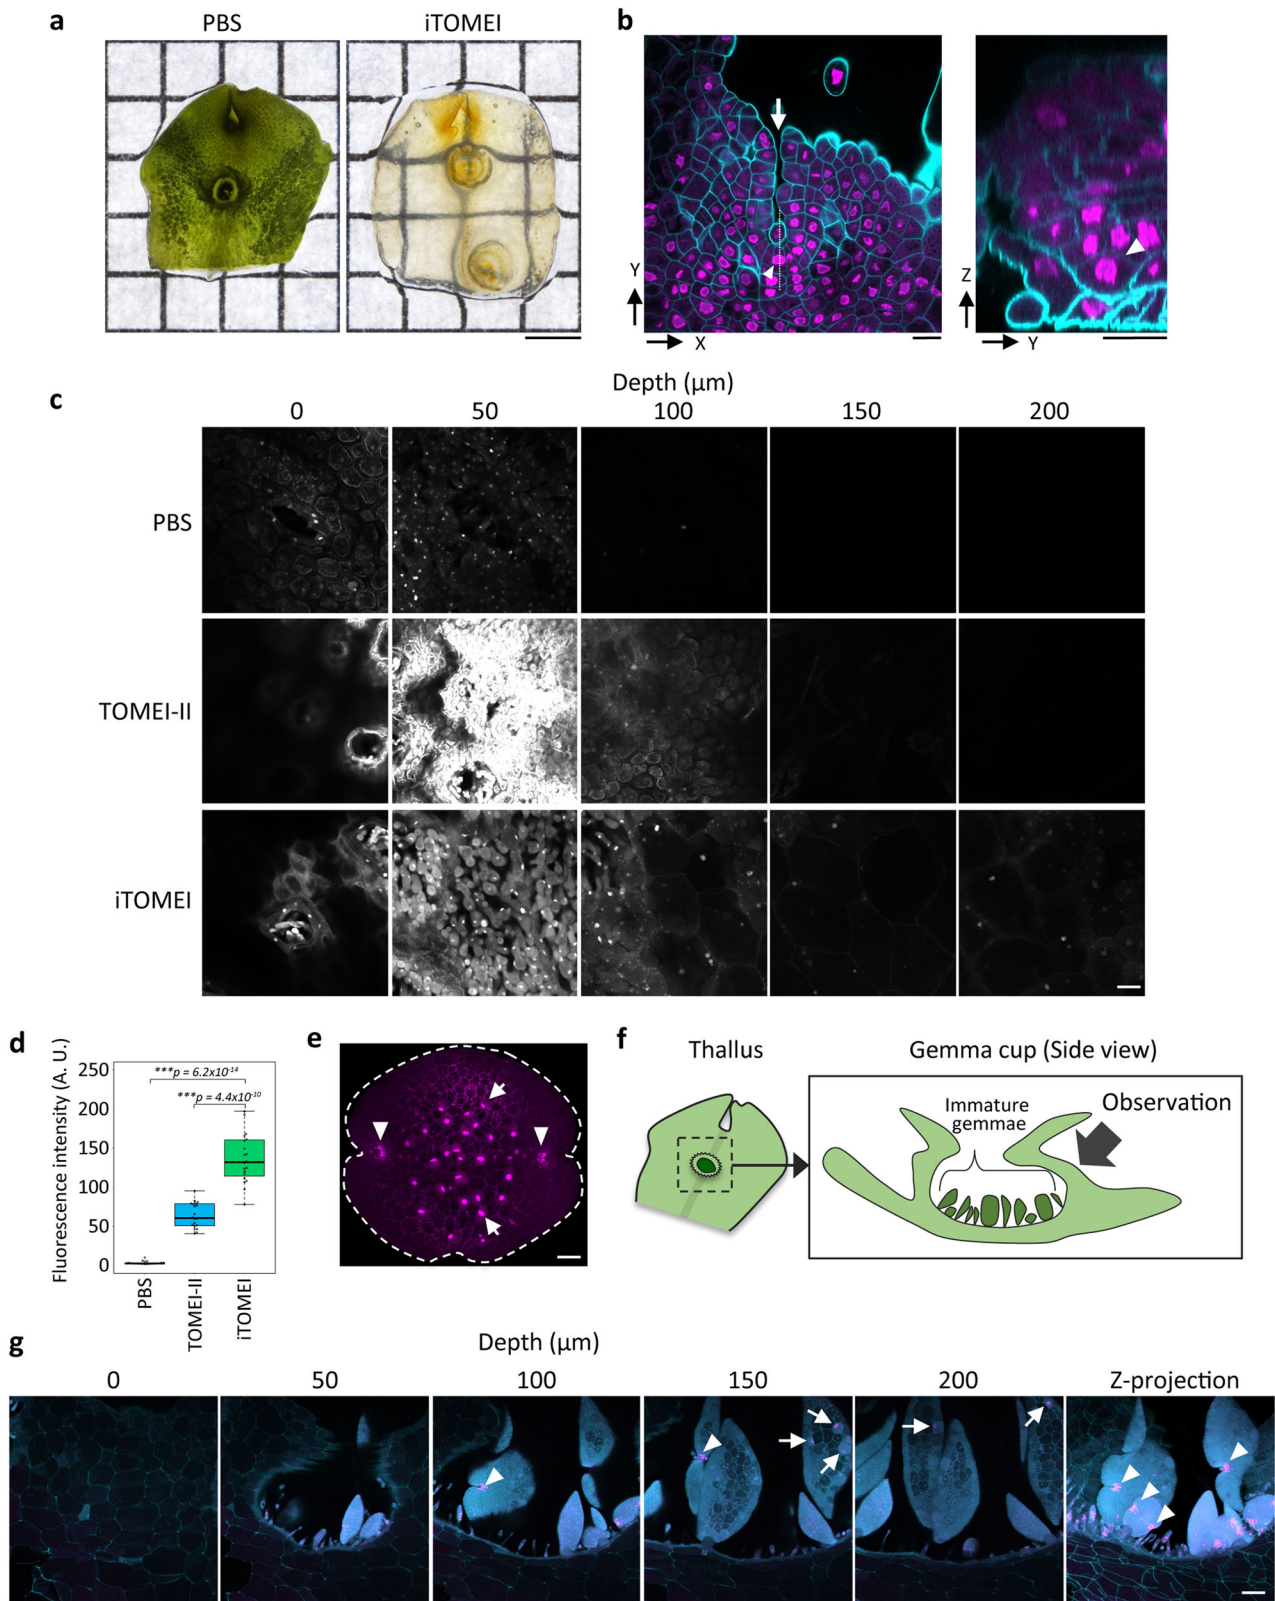 a
PBS
iTOMEI
b
Y
X
Z
Y
c
Depth (μm)
0 50 100 150 200
PBS
TOMEI-II
iTOMEI
d
Fluorescence intensity (A. U.)
250
200
150
100
50
0
***p = 6.2x10⁻¹⁴
***p = 4.4x10⁻¹⁰
PBS
TOMEI-II
iTOMEI
e
f
Thallus
Gemma cup (Side view)
Immature
gemmae
Observation
g
Depth (μm)
0 50 100 150 200 Z-projection